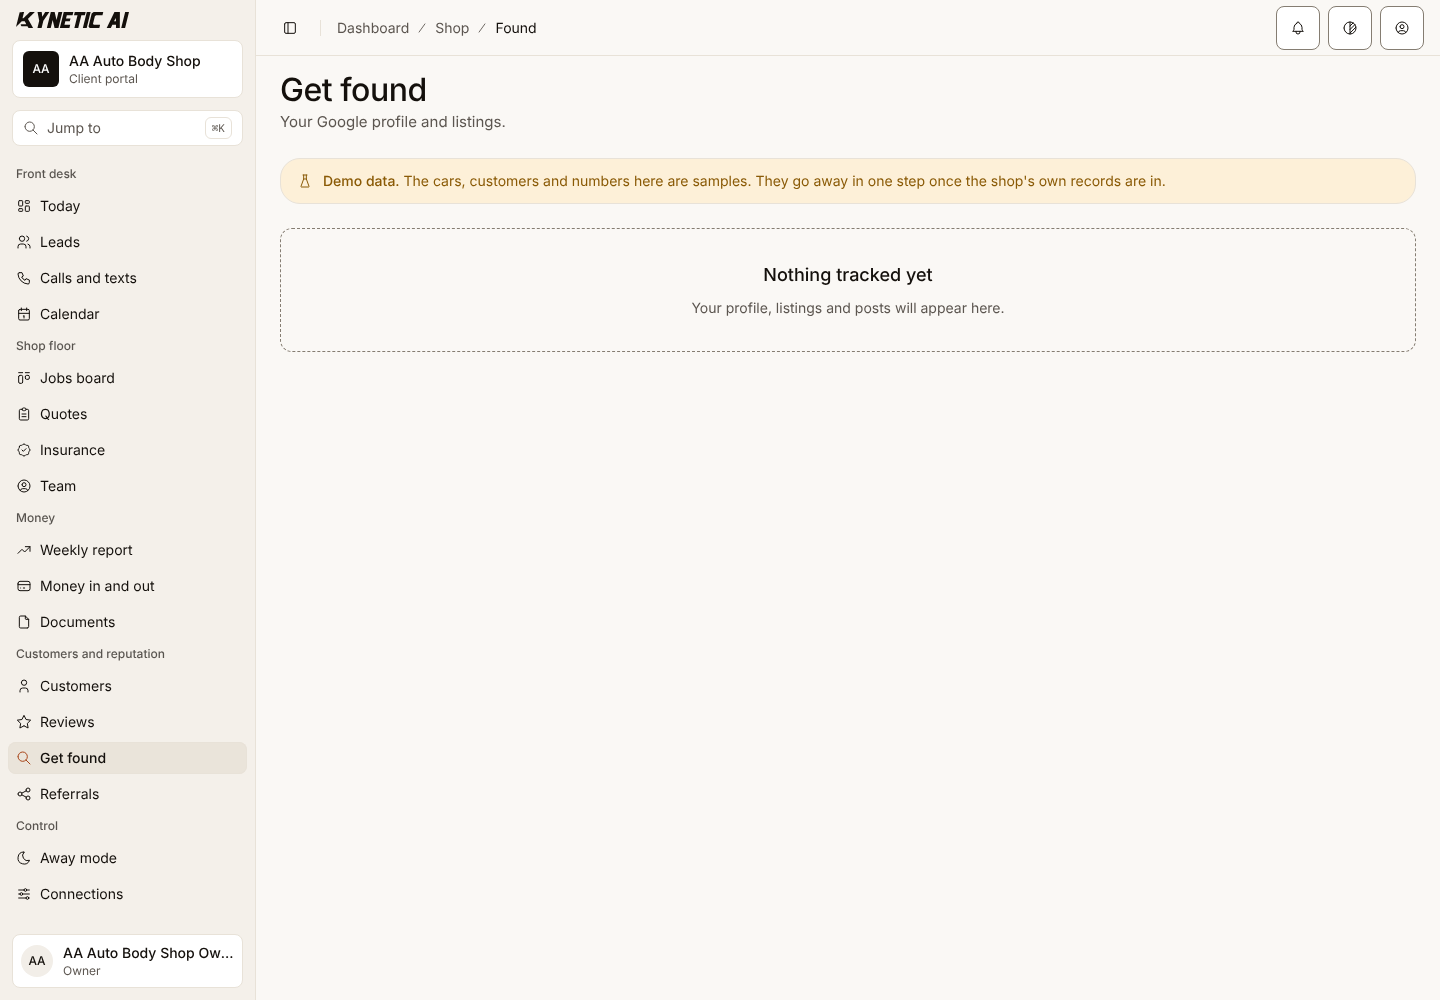 KYNETIC AI
AA
AA Auto Body Shop
Client portal
Jump to
⌘K
Front desk
Today
Leads
Calls and texts
Calendar
Shop floor
Jobs board
Quotes
Insurance
Team
Money
Weekly report
Money in and out
Documents
Customers and reputation
Customers
Reviews
Get found
Referrals
Control
Away mode
Connections
AA
AA Auto Body Shop Ow...
Owner
Dashboard / Shop / Found
Get found
Your Google profile and listings.
Demo data. The cars, customers and numbers here are samples. They go away in one step once the shop's own records are in.
Nothing tracked yet
Your profile, listings and posts will appear here.